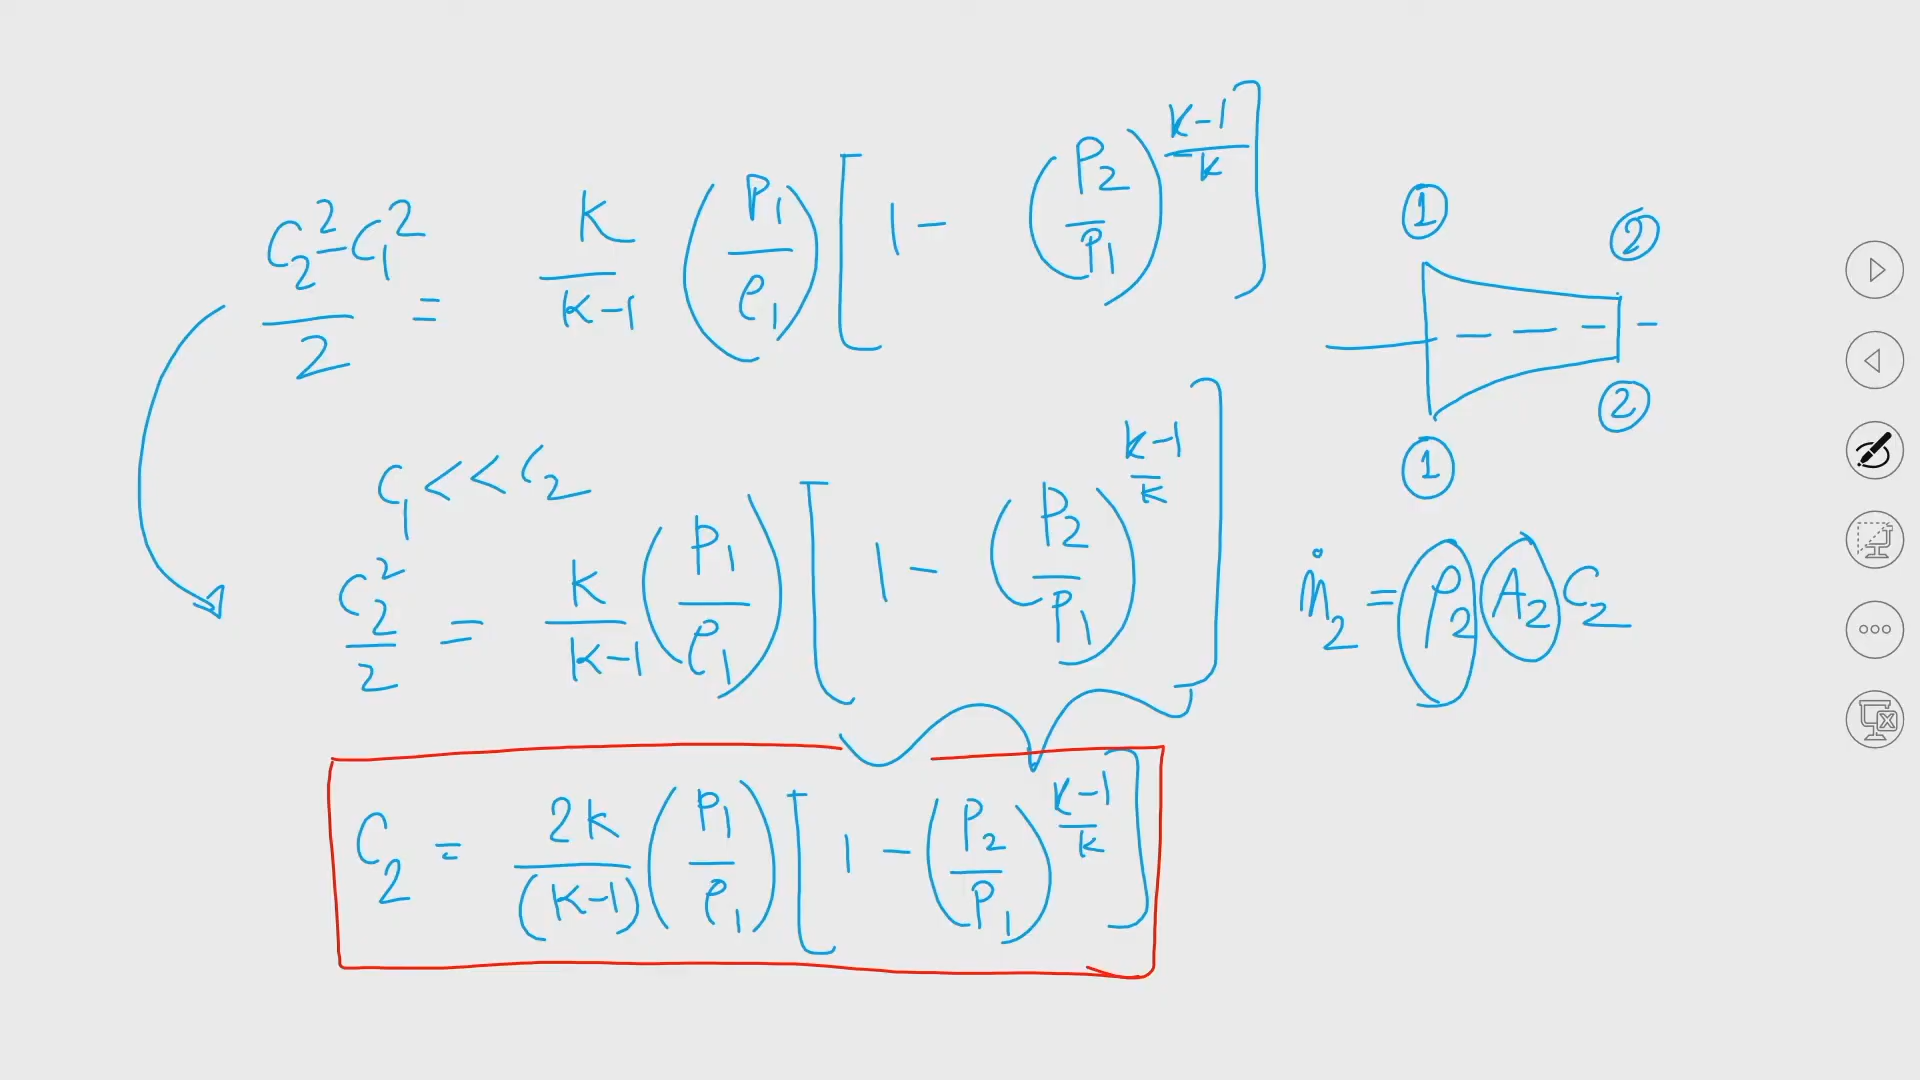 (C₂² - C₁²)/2 = K/(K-1) (P₁/ρ₁) [1 - (P₂/P₁)^((K-1)/K)]
① ②
① ②
C₁ << C₂
C₂²/2 = K/(K-1) (P₁/ρ₁) [1 - (P₂/P₁)^((K-1)/K)]
ṁ₂ = ρ₂ A₂ C₂
C₂ = 2K/(K-1) (P₁/ρ₁) [1 - (P₂/P₁)^((K-1)/K)]